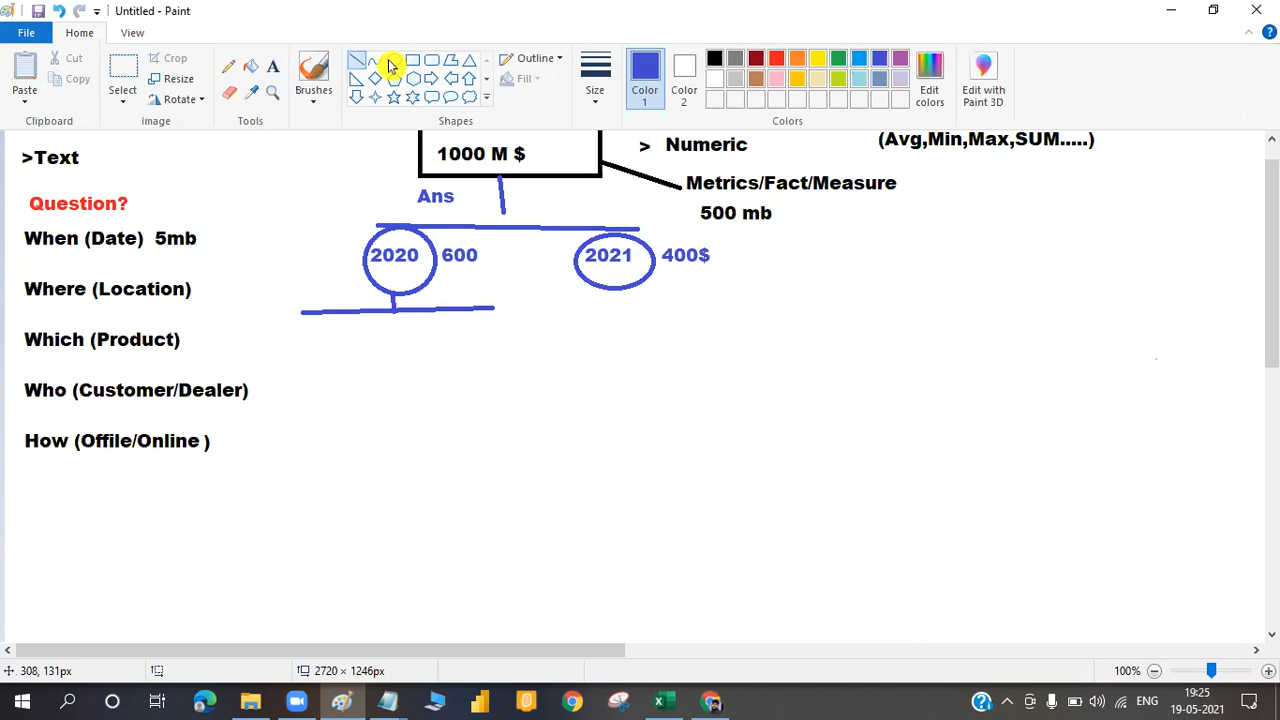 Untitled - Paint
File
Home
View
Paste
Cut
Copy
Clipboard
Select
Crop
Resize
Rotate
Image
Tools
Brushes
Shapes
Outline
Fill
Size
Color 1
Color 2
Edit colors
Edit with Paint 3D
Colors
>Text
1000 M $
> Numeric
(Avg,Min,Max,SUM.....)
Metrics/Fact/Measure
500 mb
Question?
Ans
When (Date) 5mb
2020
600
2021
400$
Where (Location)
Which (Product)
Who (Customer/Dealer)
How (Offile/Online )
308, 131px
2720 × 1246px
100%
ENG
19:25
19-05-2021